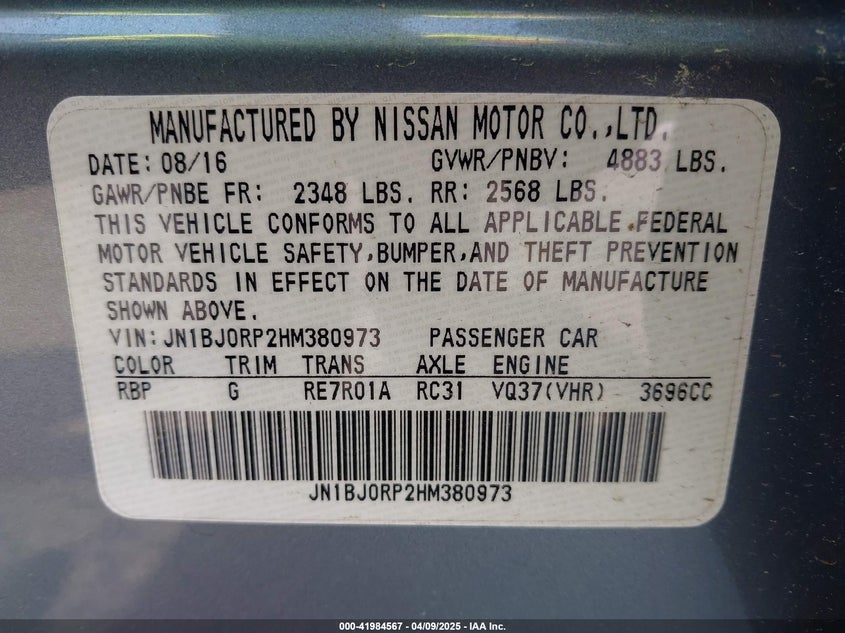 MANUFACTURED BY NISSAN MOTOR CO.,LTD.
DATE: 08/16 GVWR/PNBV: 4883 LBS.
GAWR/PNBE FR: 2348 LBS. RR: 2568 LBS.
THIS VEHICLE CONFORMS TO ALL APPLICABLE FEDERAL
MOTOR VEHICLE SAFETY,BUMPER,AND THEFT PREVENTION
STANDARDS IN EFFECT ON THE DATE OF MANUFACTURE
SHOWN ABOVE.
VIN:JN1BJ0RP2HM380973 PASSENGER CAR
COLOR TRIM TRANS AXLE ENGINE
RBP G RE7R01A RC31 VQ37(VHR) 3696CC
JN1BJ0RP2HM380973
000-41984567 - 04/09/2025 - IAA Inc.